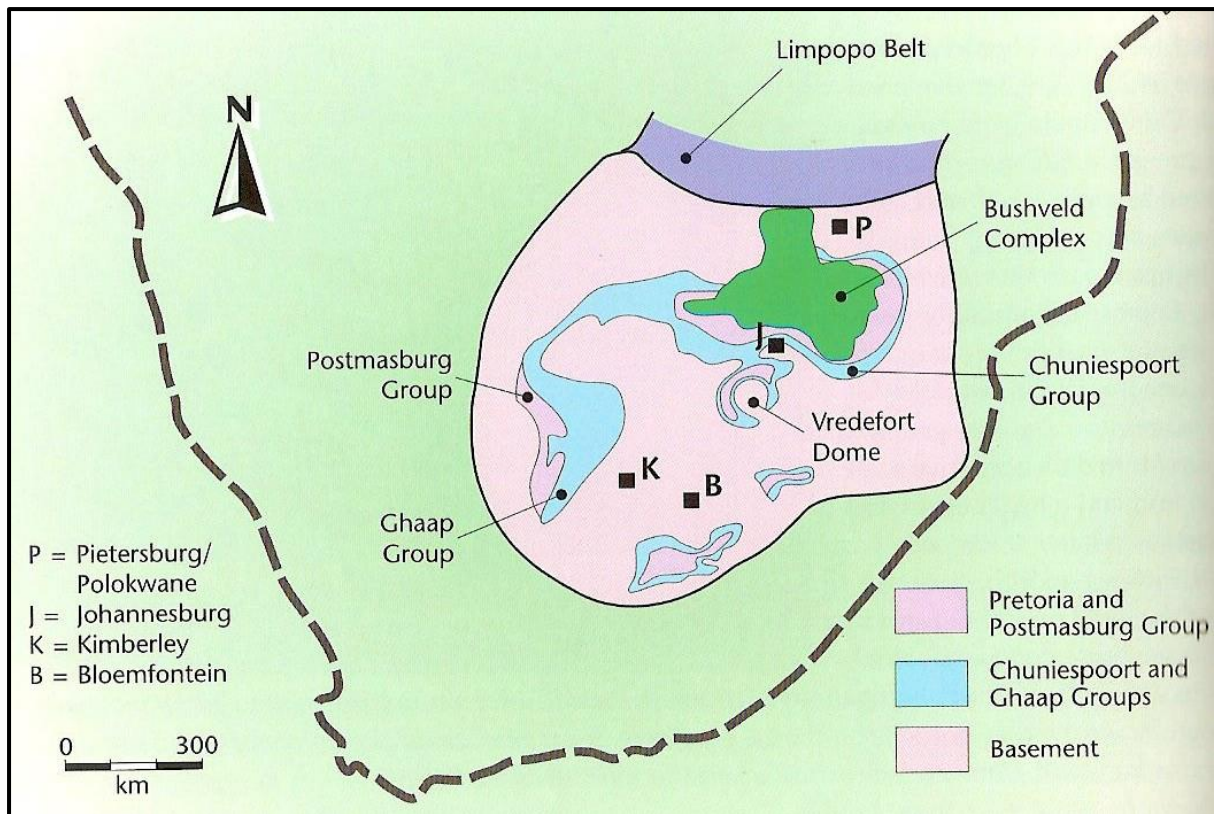 Limpopo Belt
N
P
Bushveld
Complex
J
Postmasburg
Group
Chuniespoort
Group
Vredefort
Dome
K
B
Ghaap
Group
P = Pietersburg/
Polokwane
J = Johannesburg
K = Kimberley
B = Bloemfontein
0 300
km
Pretoria and
Postmasburg Group
Chuniespoort and
Ghaap Groups
Basement